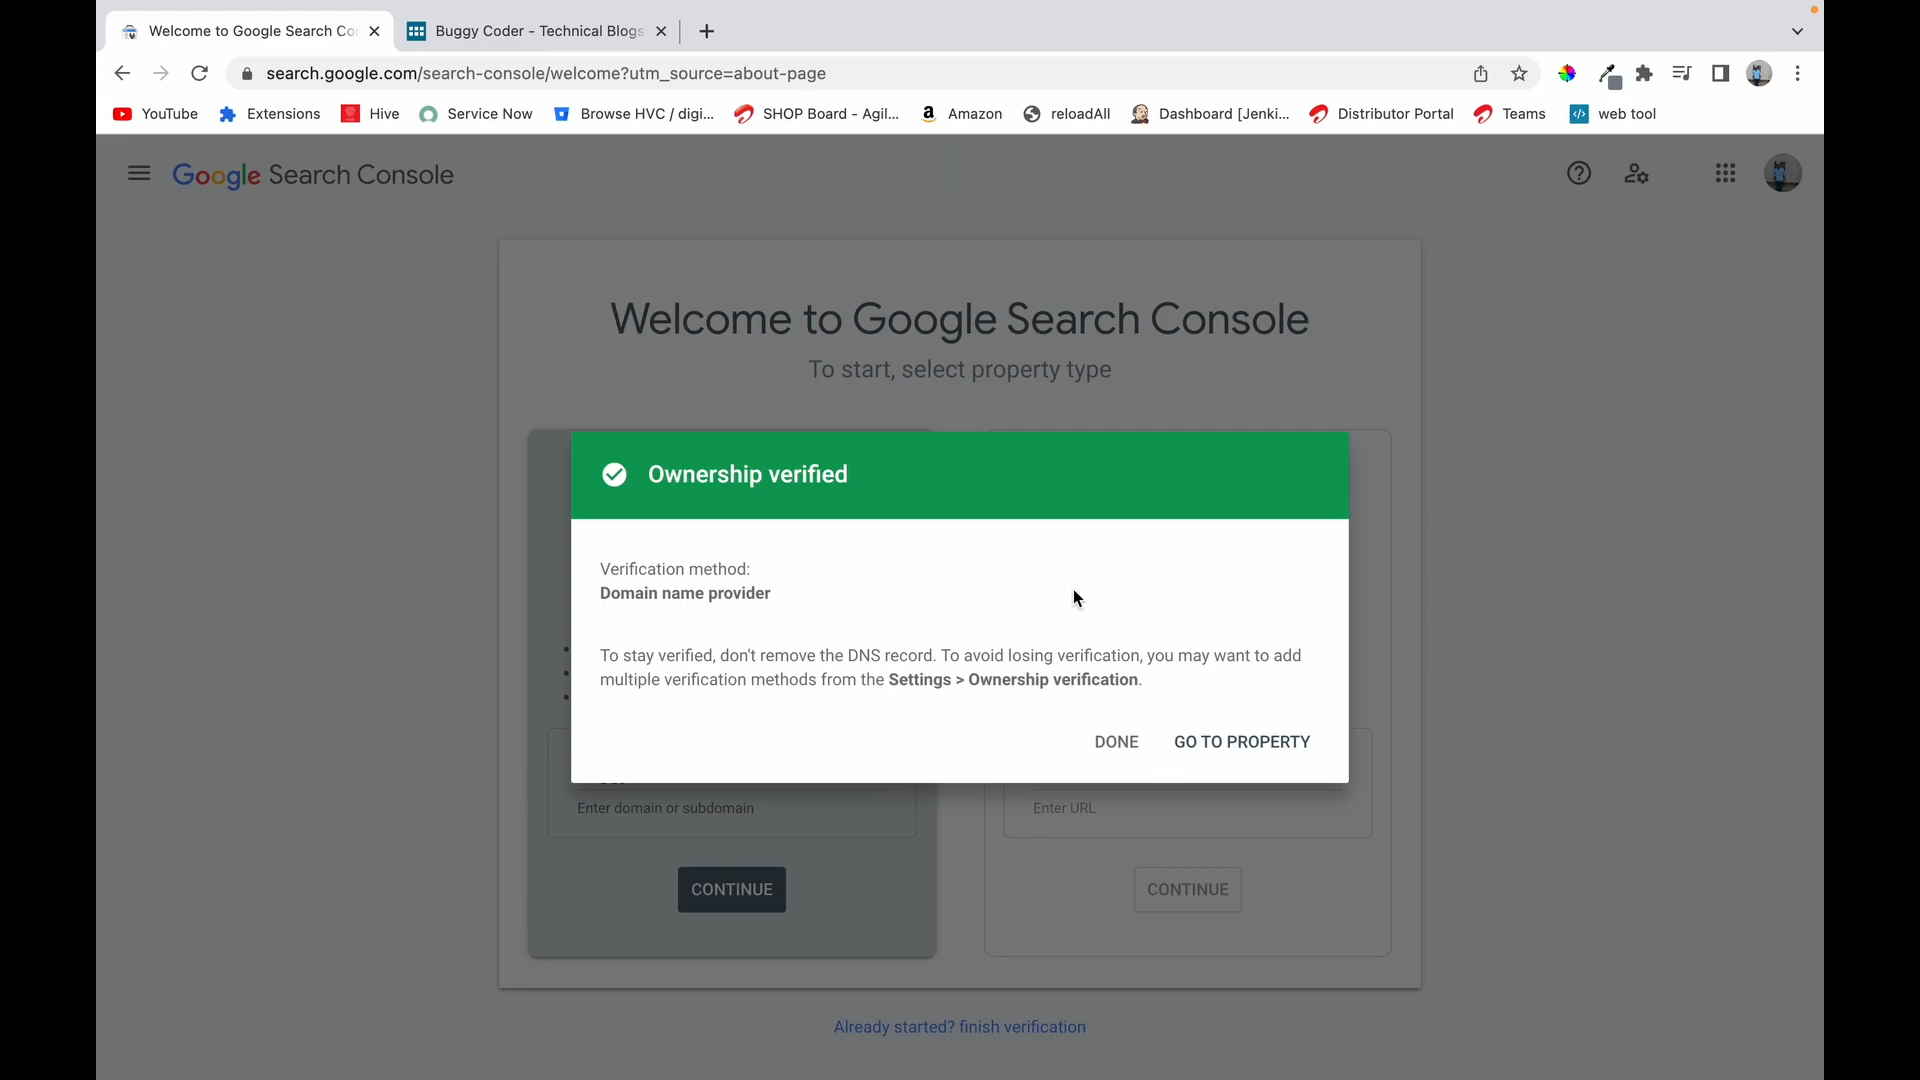 Welcome to Google Search Co
Buggy Coder - Technical Blogs
search.google.com/search-console/welcome?utm_source=about-page
YouTube Extensions Hive Service Now Browse HVC / digi... SHOP Board - Agil... Amazon reloadAll Dashboard [Jenki... Distributor Portal Teams web tool
Google Search Console
Welcome to Google Search Console
To start, select property type
Ownership verified
Verification method:
Domain name provider
To stay verified, don't remove the DNS record. To avoid losing verification, you may want to add
multiple verification methods from the Settings > Ownership verification.
DONE GO TO PROPERTY
Enter domain or subdomain
Enter URL
CONTINUE
CONTINUE
Already started? finish verification